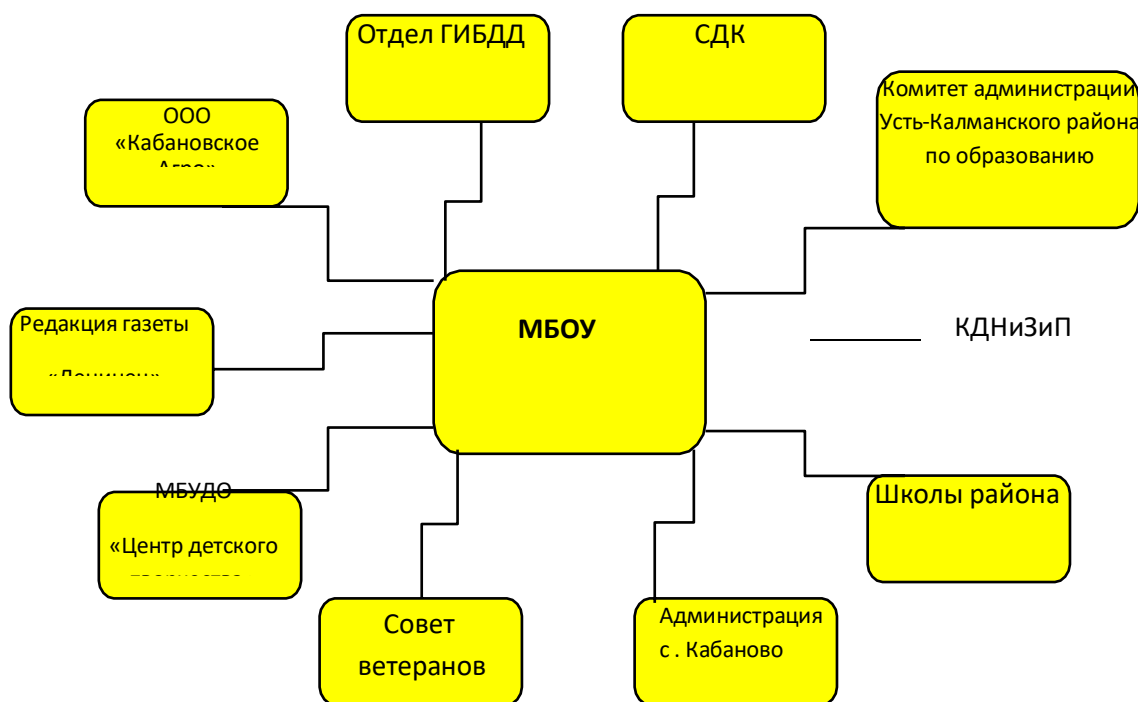 Отдел ГИБДД
СДК
Комитет администрации
Усть-Калманского района
по образованию
ООО
«Кабановское
Агро»
Редакция газеты
МБОУ
КДНиЗиП
МБУДО
«Центр детского
Школы района
Совет
ветеранов
Администрация
с . Кабаново